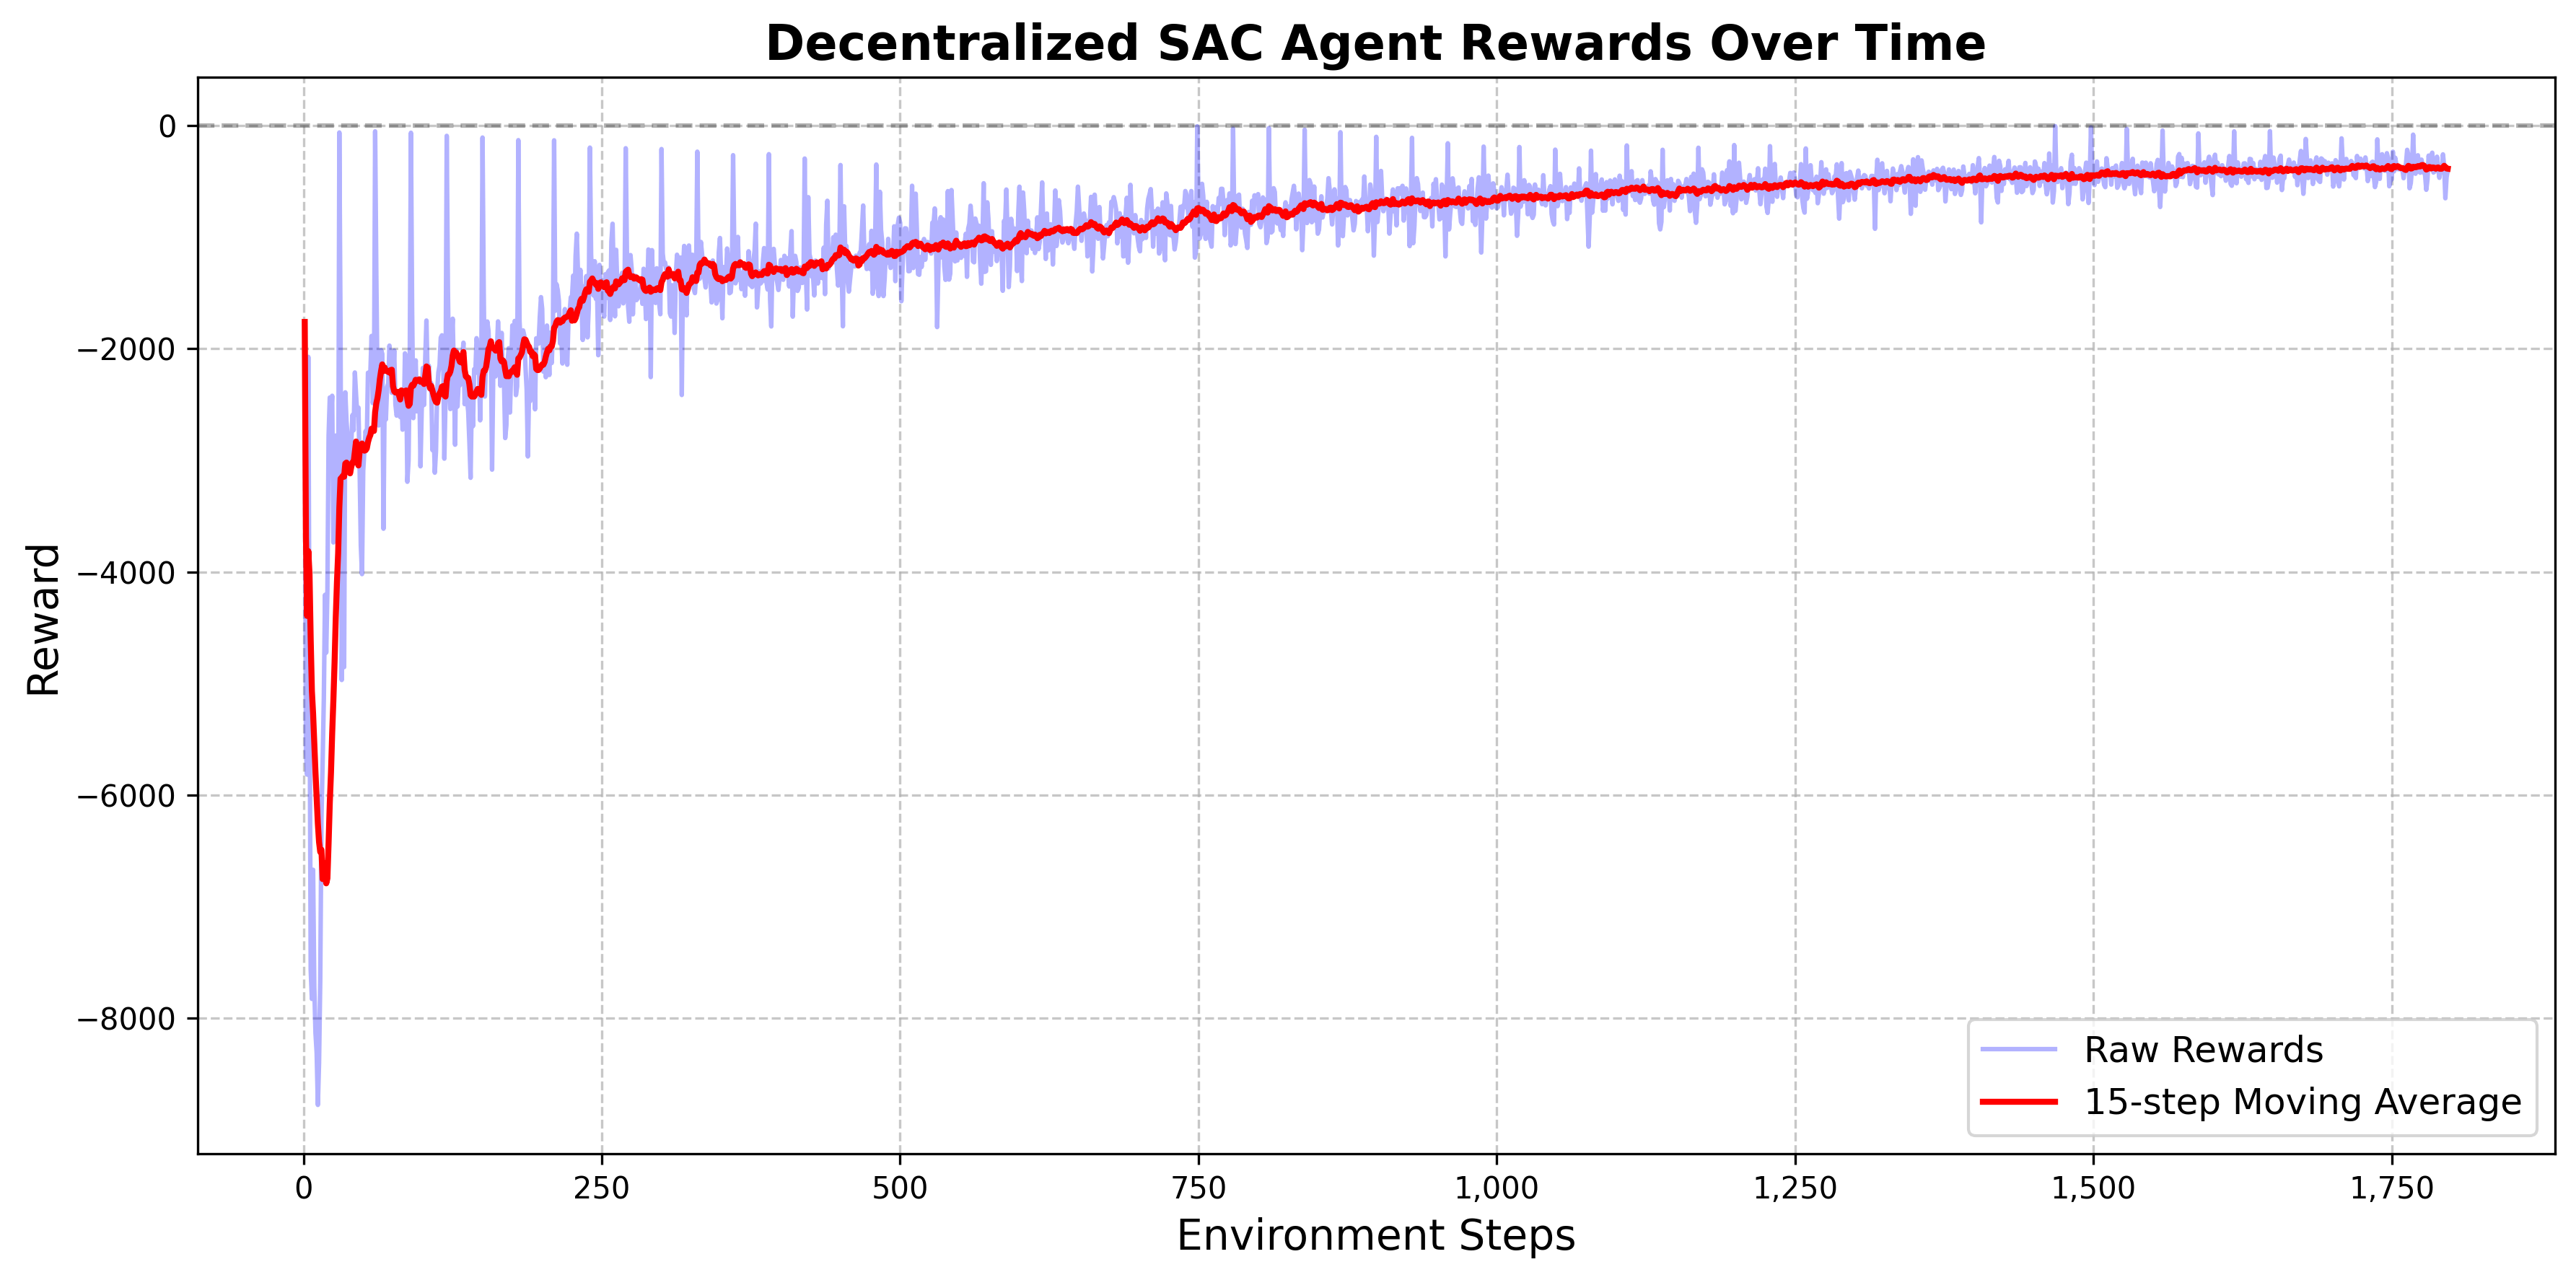 Decentralized SAC Agent Rewards Over Time
0
−2000
−4000
−6000
−8000
Reward
0
250
500
750
1,000
1,250
1,500
1,750
Environment Steps
Raw Rewards
15-step Moving Average